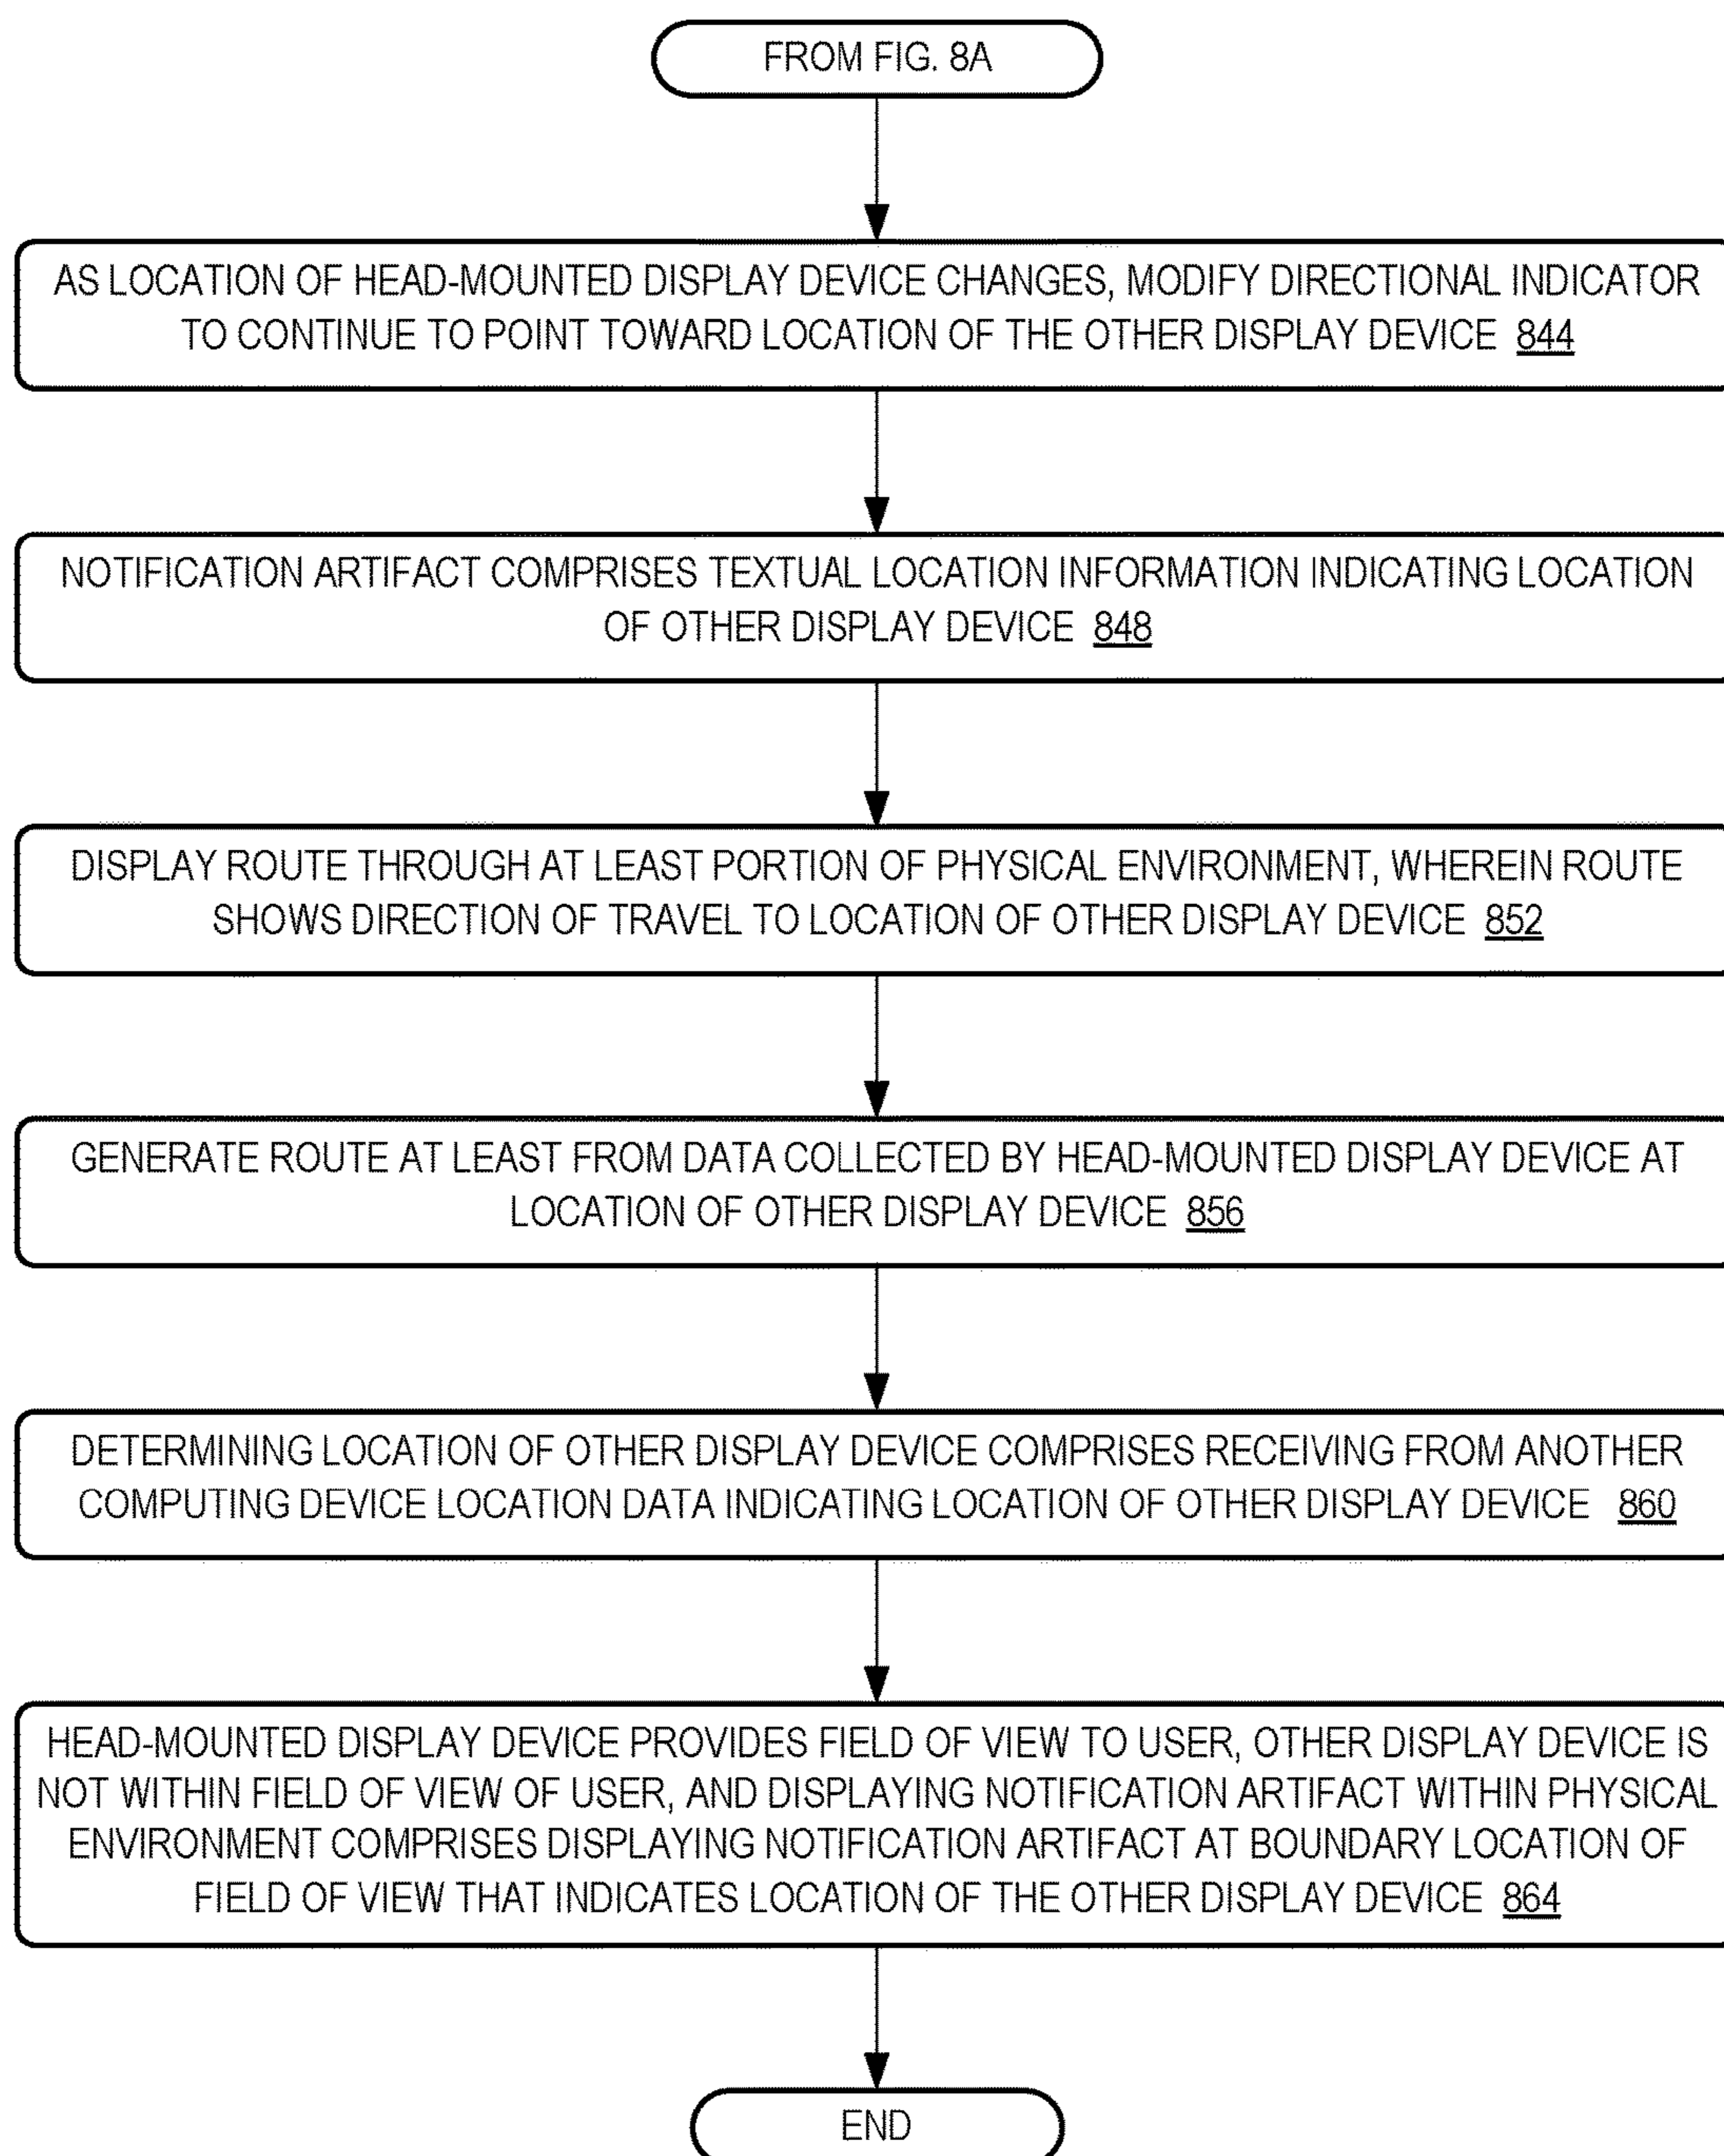 FROM FIG. 8A
AS LOCATION OF HEAD-MOUNTED DISPLAY DEVICE CHANGES, MODIFY DIRECTIONAL INDICATOR
TO CONTINUE TO POINT TOWARD LOCATION OF THE OTHER DISPLAY DEVICE 844
NOTIFICATION ARTIFACT COMPRISES TEXTUAL LOCATION INFORMATION INDICATING LOCATION
OF OTHER DISPLAY DEVICE 848
DISPLAY ROUTE THROUGH AT LEAST PORTION OF PHYSICAL ENVIRONMENT, WHEREIN ROUTE
SHOWS DIRECTION OF TRAVEL TO LOCATION OF OTHER DISPLAY DEVICE 852
GENERATE ROUTE AT LEAST FROM DATA COLLECTED BY HEAD-MOUNTED DISPLAY DEVICE AT
LOCATION OF OTHER DISPLAY DEVICE 856
DETERMINING LOCATION OF OTHER DISPLAY DEVICE COMPRISES RECEIVING FROM ANOTHER
COMPUTING DEVICE LOCATION DATA INDICATING LOCATION OF OTHER DISPLAY DEVICE 860
HEAD-MOUNTED DISPLAY DEVICE PROVIDES FIELD OF VIEW TO USER, OTHER DISPLAY DEVICE IS
NOT WITHIN FIELD OF VIEW OF USER, AND DISPLAYING NOTIFICATION ARTIFACT WITHIN PHYSICAL
ENVIRONMENT COMPRISES DISPLAYING NOTIFICATION ARTIFACT AT BOUNDARY LOCATION OF
FIELD OF VIEW THAT INDICATES LOCATION OF THE OTHER DISPLAY DEVICE 864
END